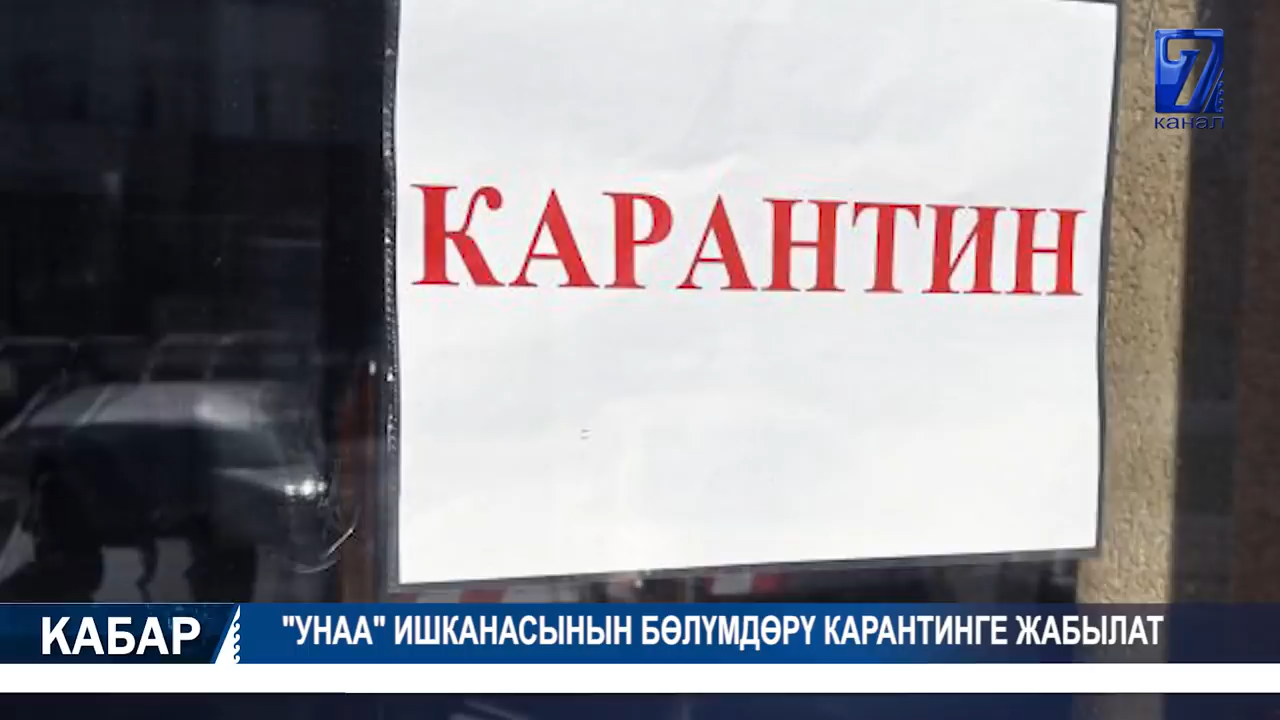 7
канал
КАРАНТИН
КАБАР
"УНАА" ИШКАНАСЫНЫН БӨЛҮМДӨРҮ КАРАНТИНГЕ ЖАБЫЛАТ